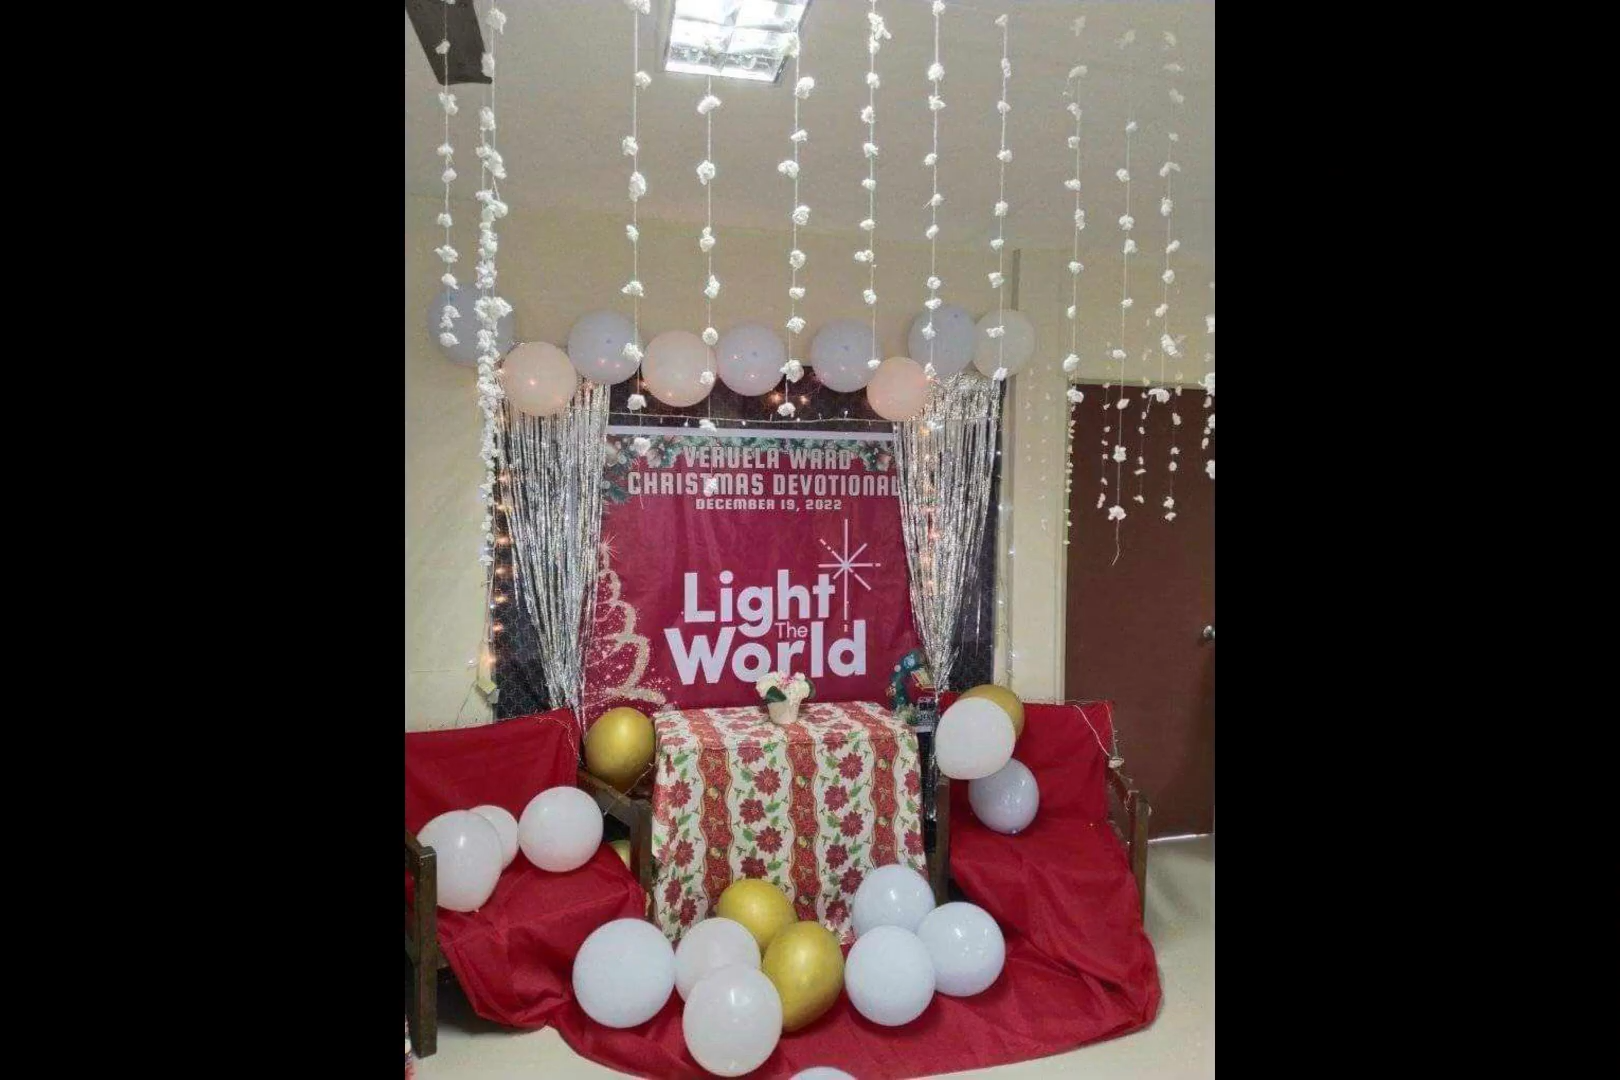 VERUELA WARD
CHRISTMAS DEVOTIONAL
DECEMBER 19, 2022
Light
The
World